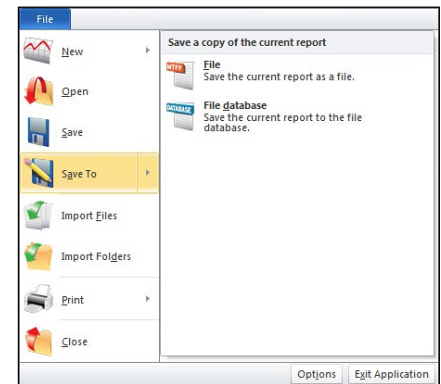 File
New
Open
Save
Save To
Import Files
Import Folders
Print
Close
Save a copy of the current report
MTFF
File
Save the current report as a file.
DATABASE
File database
Save the current report to the file
database.
Options
Exit Application